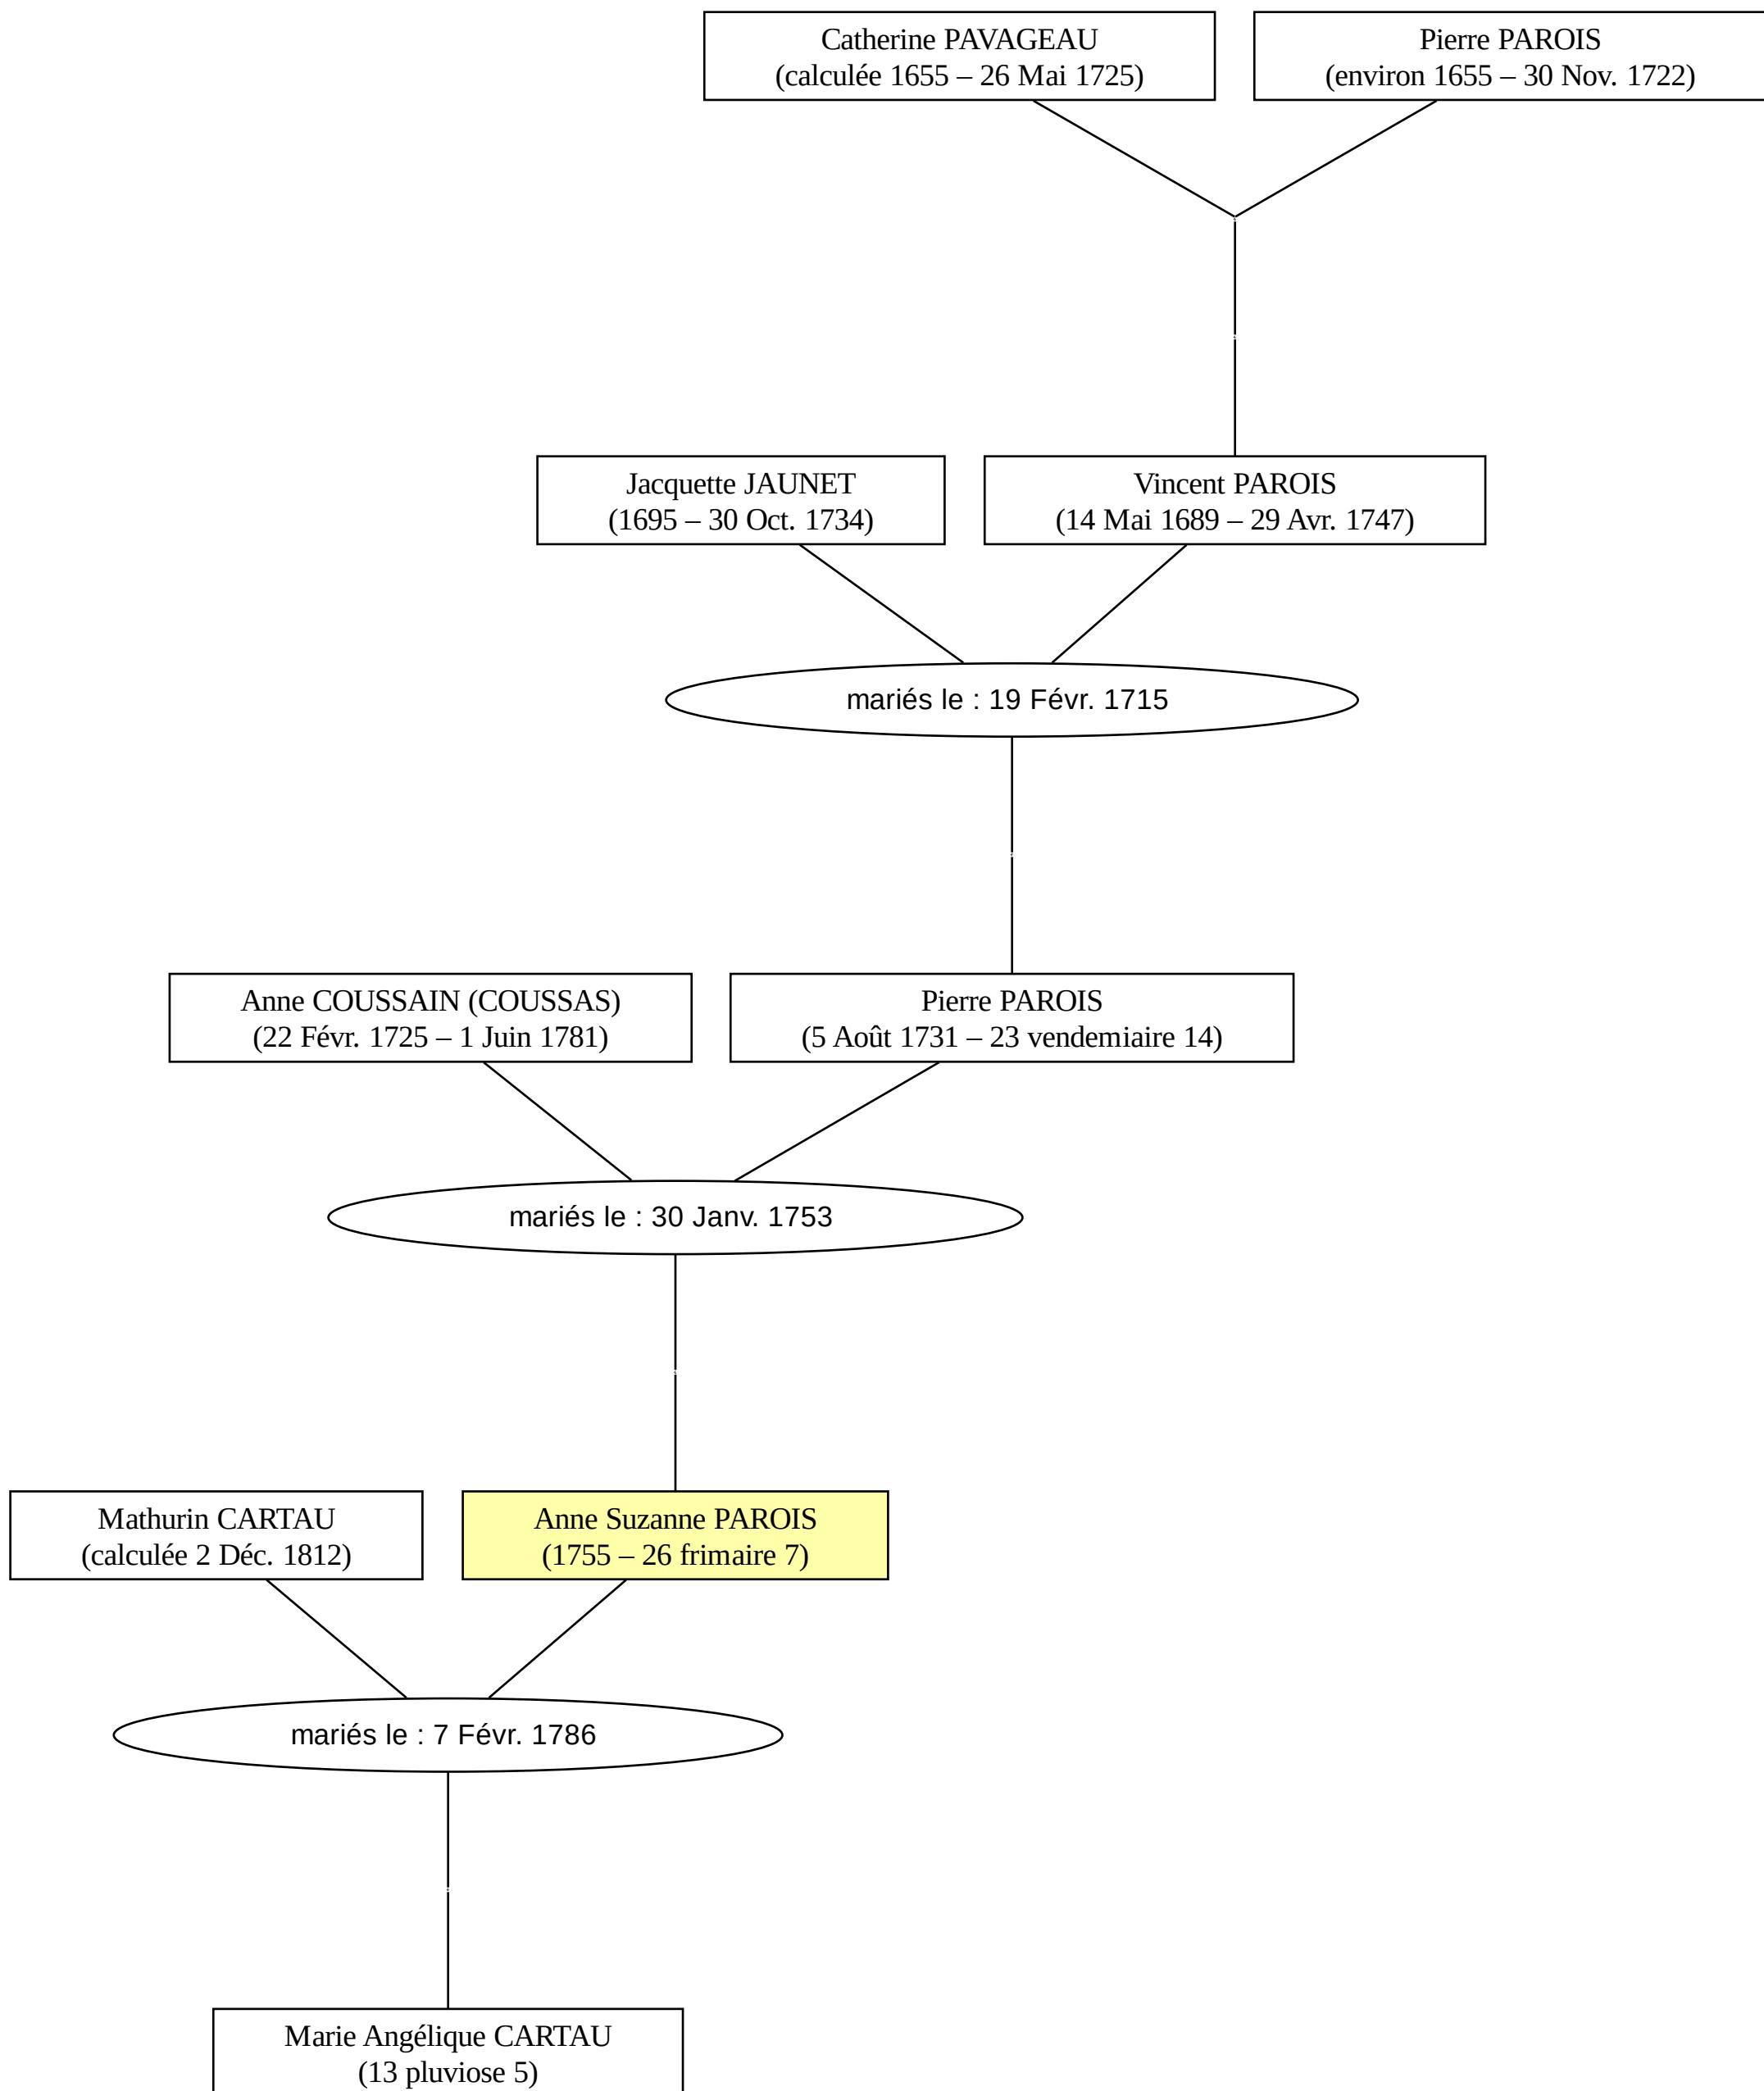 Catherine PAVAGEAU
(calculée 1655 – 26 Mai 1725)
Pierre PAROIS
(environ 1655 – 30 Nov. 1722)
Jacquette JAUNET
(1695 – 30 Oct. 1734)
Vincent PAROIS
(14 Mai 1689 – 29 Avr. 1747)
mariés le : 19 Févr. 1715
Anne COUSSAIN (COUSSAS)
(22 Févr. 1725 – 1 Juin 1781)
Pierre PAROIS
(5 Août 1731 – 23 vendemiaire 14)
mariés le : 30 Janv. 1753
Mathurin CARTAU
(calculée 2 Déc. 1812)
Anne Suzanne PAROIS
(1755 – 26 frimaire 7)
mariés le : 7 Févr. 1786
Marie Angélique CARTAU
(13 pluviose 5)